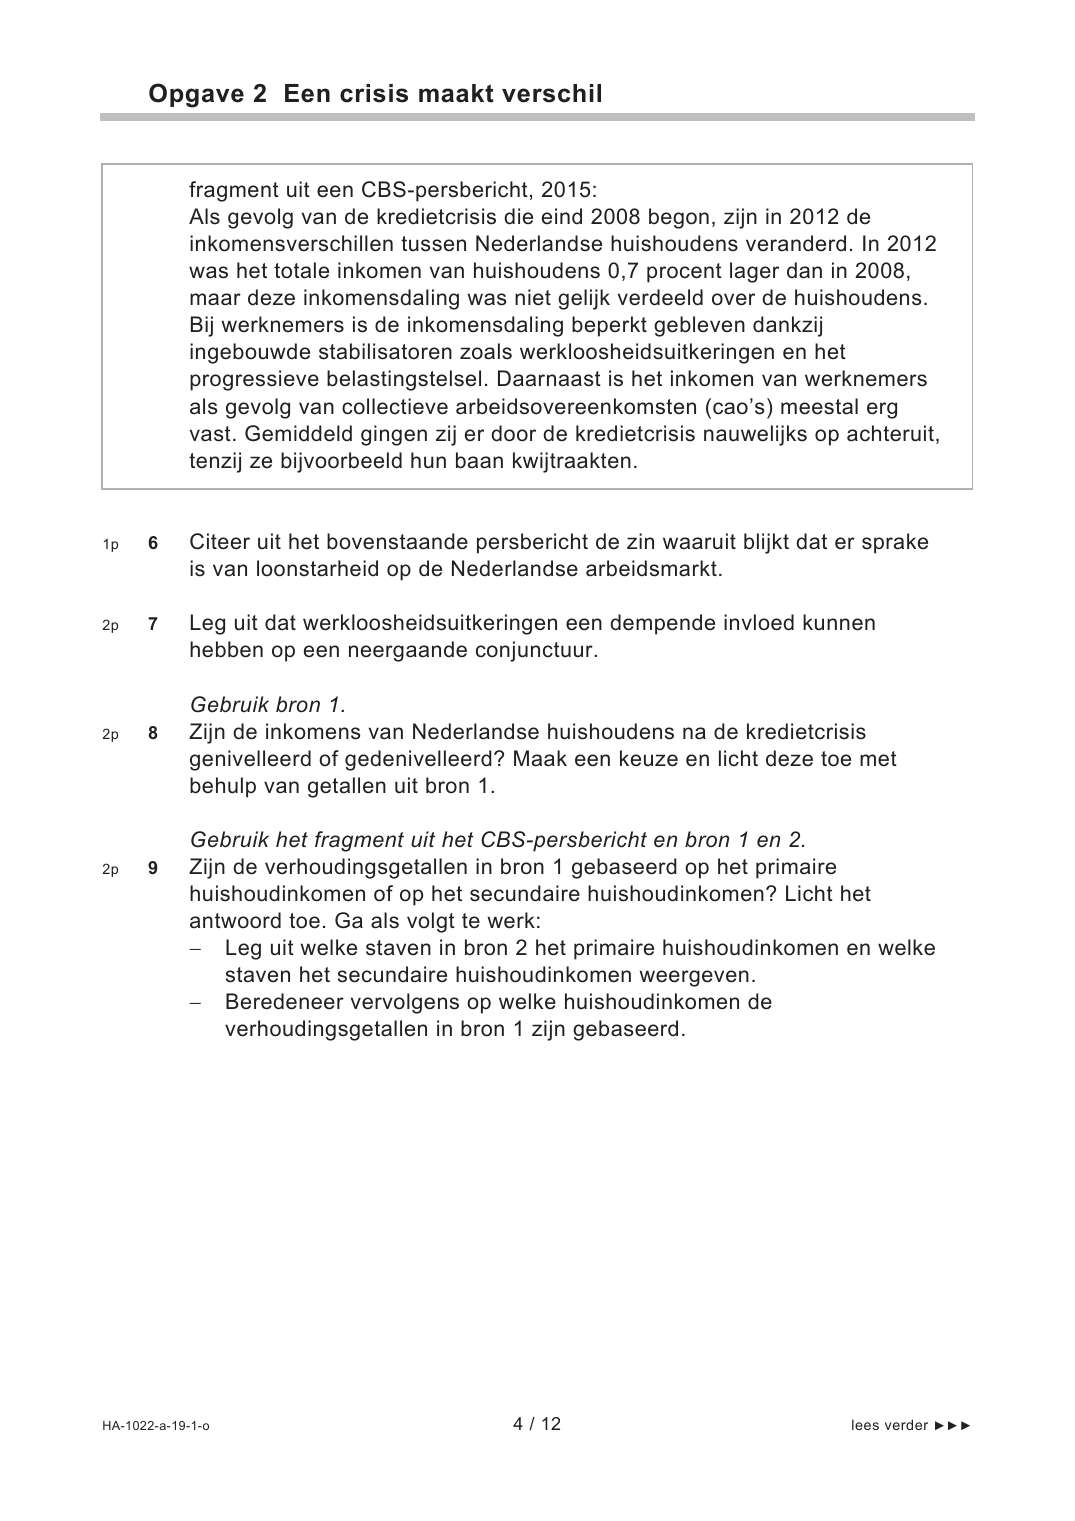 Opgave 2 Een crisis maakt verschil
fragment uit een CBS-persbericht, 2015:
Als gevolg van de kredietcrisis die eind 2008 begon, zijn in 2012 de
inkomensverschillen tussen Nederlandse huishoudens veranderd. In 2012
was het totale inkomen van huishoudens 0,7 procent lager dan in 2008,
maar deze inkomensdaling was niet gelijk verdeeld over de huishoudens.
Bij werknemers is de inkomensdaling beperkt gebleven dankzij
ingebouwde stabilisatoren zoals werkloosheidsuitkeringen en het
progressieve belastingstelsel. Daarnaast is het inkomen van werknemers
als gevolg van collectieve arbeidsovereenkomsten (cao’s) meestal erg
vast. Gemiddeld gingen zij er door de kredietcrisis nauwelijks op achteruit,
tenzij ze bijvoorbeeld hun baan kwijtraakten.
1p 6 Citeer uit het bovenstaande persbericht de zin waaruit blijkt dat er sprake
is van loonstarheid op de Nederlandse arbeidsmarkt.
2p 7 Leg uit dat werkloosheidsuitkeringen een dempende invloed kunnen
hebben op een neergaande conjunctuur.
Gebruik bron 1.
2p 8 Zijn de inkomens van Nederlandse huishoudens na de kredietcrisis
genivelleerd of gedenivelleerd? Maak een keuze en licht deze toe met
behulp van getallen uit bron 1.
Gebruik het fragment uit het CBS-persbericht en bron 1 en 2.
2p 9 Zijn de verhoudingsgetallen in bron 1 gebaseerd op het primaire
huishoudinkomen of op het secundaire huishoudinkomen? Licht het
antwoord toe. Ga als volgt te werk:
– Leg uit welke staven in bron 2 het primaire huishoudinkomen en welke
staven het secundaire huishoudinkomen weergeven.
– Beredeneer vervolgens op welke huishoudinkomen de
verhoudingsgetallen in bron 1 zijn gebaseerd.
HA-1022-a-19-1-o 4 / 12 lees verder ►►►